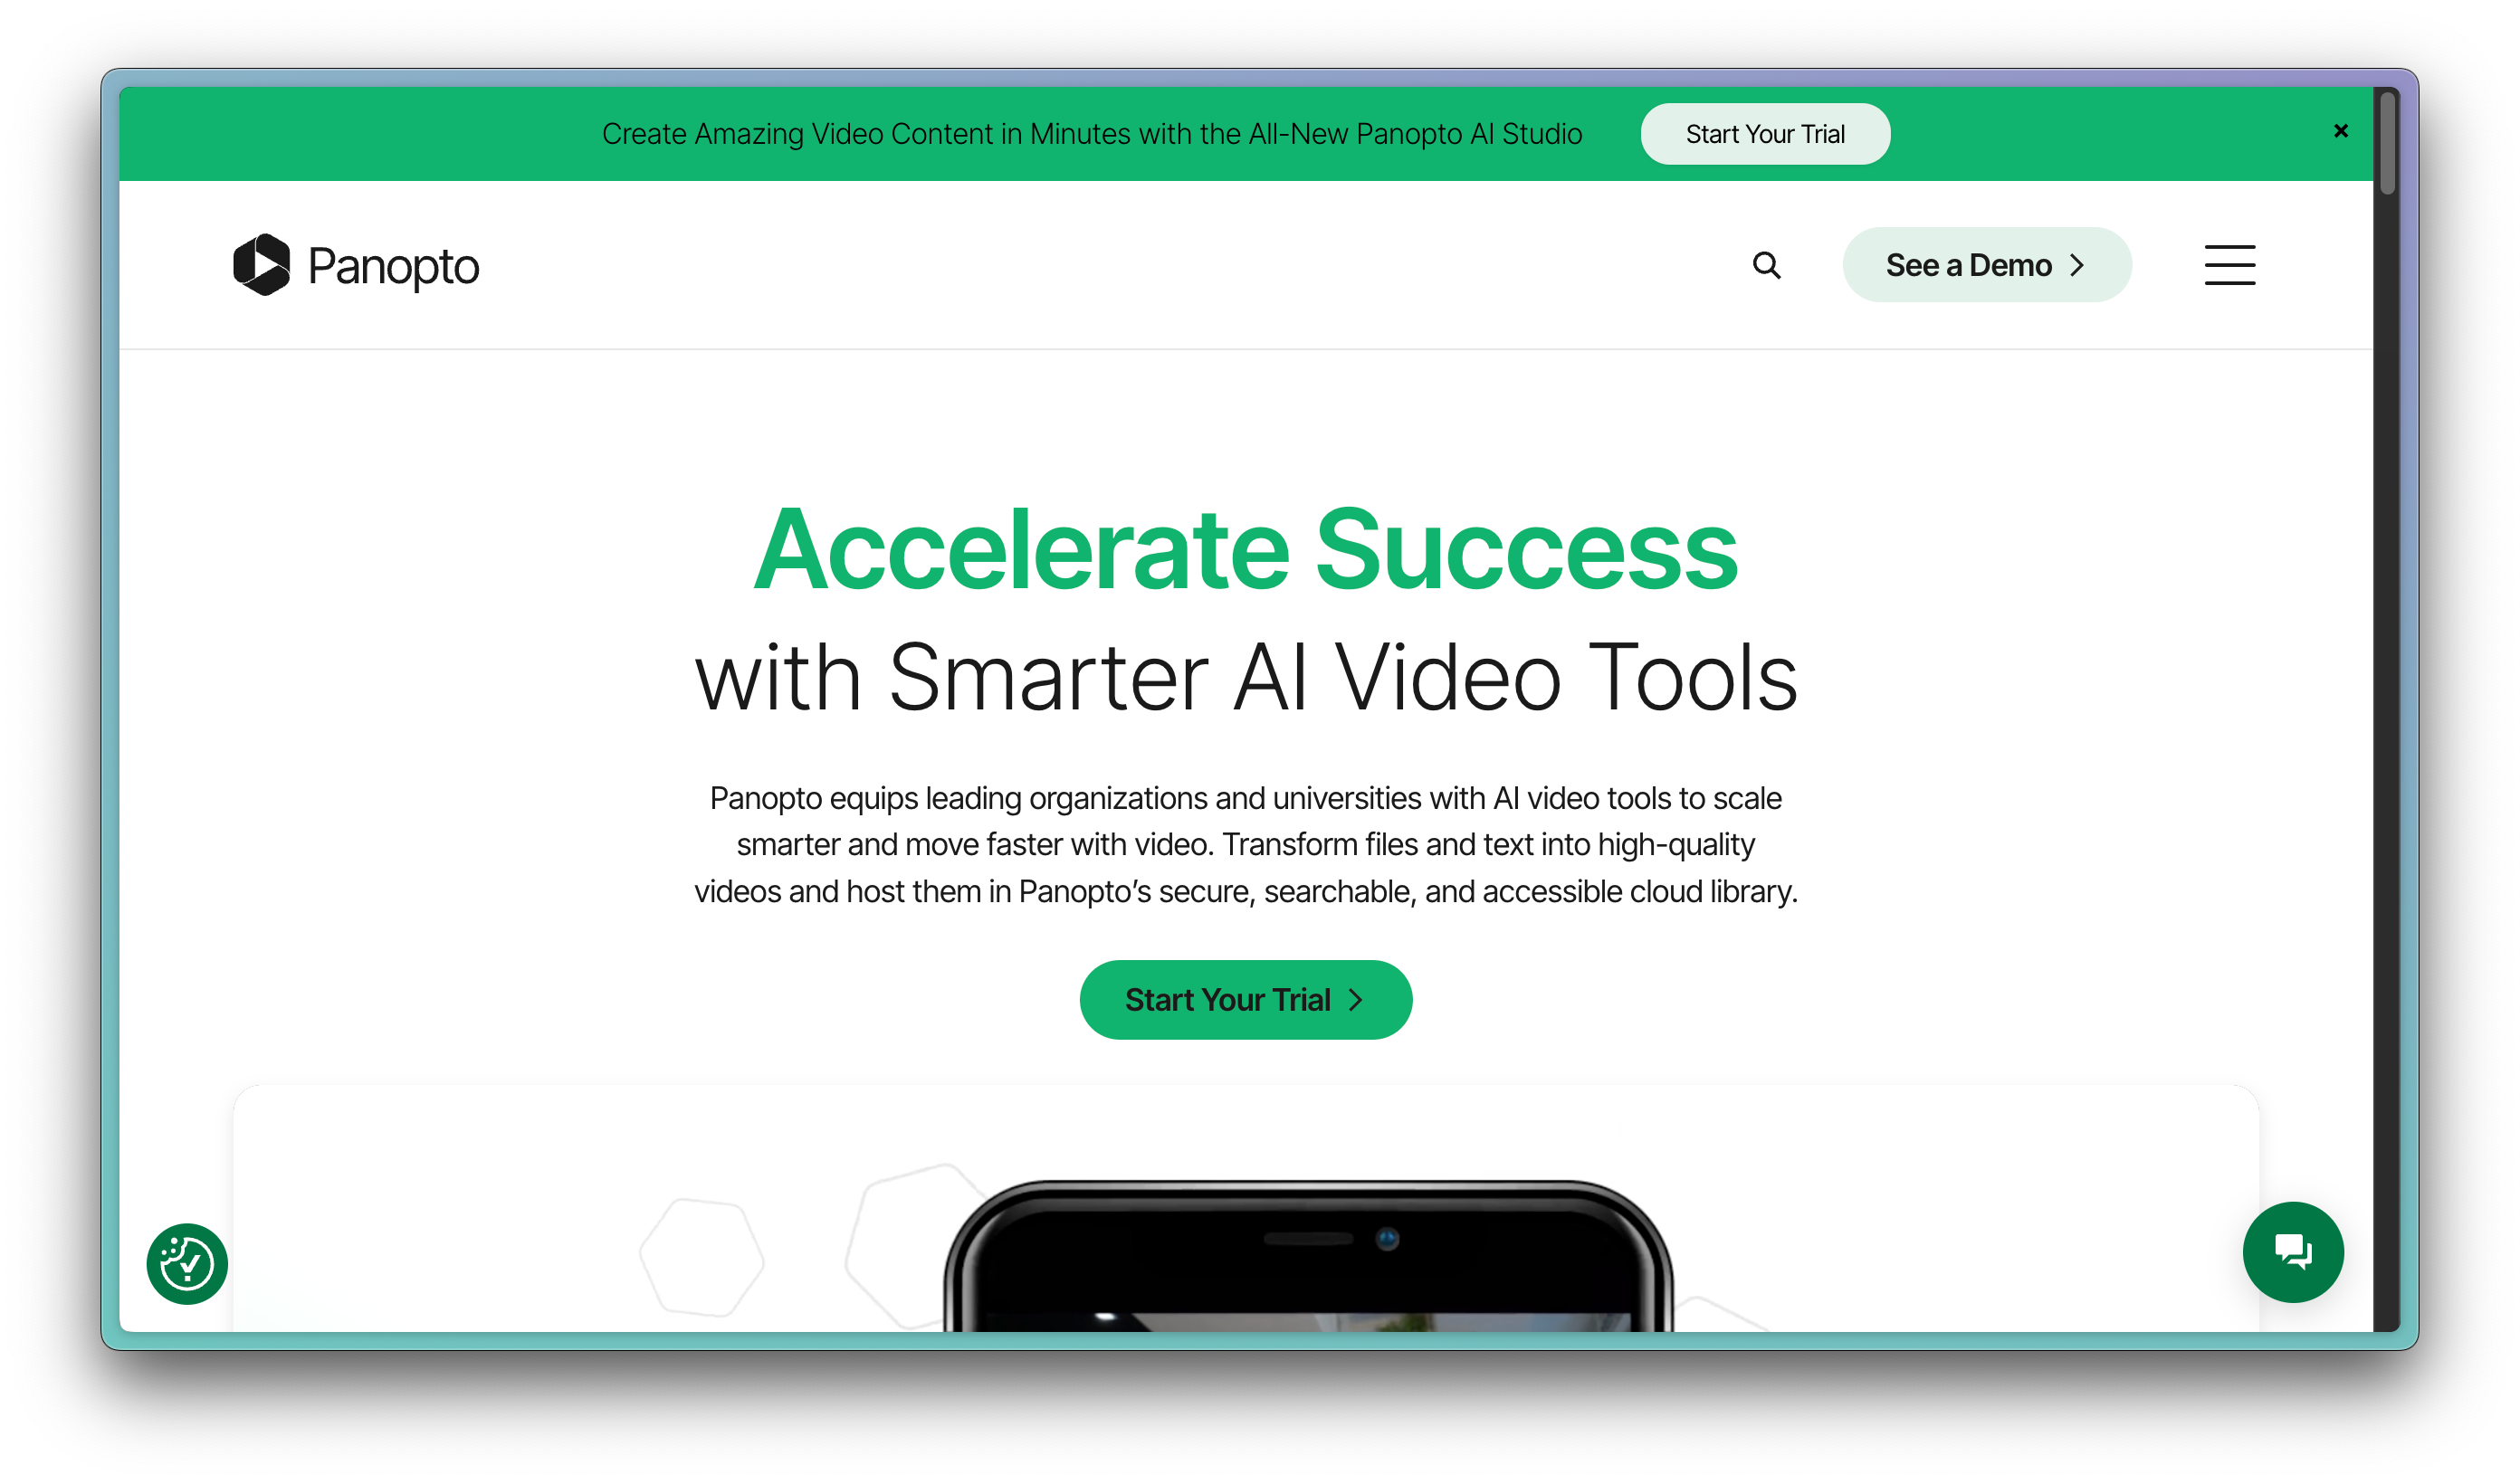 Create Amazing Video Content in Minutes with the All-New Panopto AI Studio
Start Your Trial
×
Panopto
See a Demo
Accelerate Success
with Smarter AI Video Tools
Panopto equips leading organizations and universities with AI video tools to scale
smarter and move faster with video. Transform files and text into high-quality
videos and host them in Panopto’s secure, searchable, and accessible cloud library.
Start Your Trial